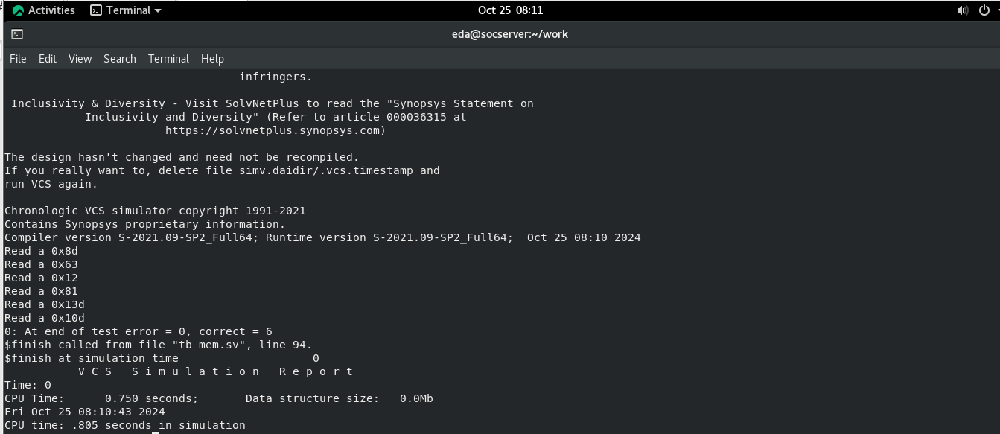 Activities Terminal Oct 25 08:11
eda@socserver:~/work
File Edit View Search Terminal Help
infringers.
Inclusivity & Diversity - Visit SolvNetPlus to read the "Synopsys Statement on
Inclusivity and Diversity" (Refer to article 000036315 at
https://solvnetplus.synopsys.com)
The design hasn't changed and need not be recompiled.
If you really want to, delete file simv.daidir/.vcs.timestamp and
run VCS again.
Chronologic VCS simulator copyright 1991-2021
Contains Synopsys proprietary information.
Compiler version S-2021.09-SP2_Full64; Runtime version S-2021.09-SP2_Full64;  Oct 25 08:10 2024
Read a 0x8d
Read a 0x63
Read a 0x12
Read a 0x81
Read a 0x13d
Read a 0x10d
0: At end of test error = 0, correct = 6
$finish called from file "tb_mem.sv", line 94.
$finish at simulation time                    0
V C S   S i m u l a t i o n   R e p o r t
Time: 0
CPU Time:      0.750 seconds;       Data structure size:   0.0Mb
Fri Oct 25 08:10:43 2024
CPU time: .805 seconds in simulation